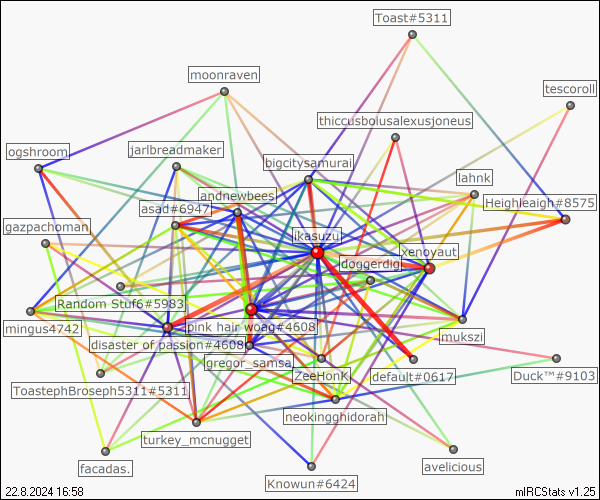 Toast#5311
moonraven
tescoroll
thiccusbolusalexusjoneus
ogshroom
jarlbreadmaker
bigcitysamurai
lahnk
andnewbees
Heighleaigh#8575
asad#6947
gazpachoman
ikasuzu
xenoyaut
doggerdig
Random Stuf6#5983
mingus4742
pink hair woag#4608
mukszi
disaster of passion#4608
gregor_samsa
ZeeHonK
default#0617
Duck™#9103
ToastephBroseph5311#5311
neokingghidorah
turkey_mcnugget
facadas.
avelicious
Knowun#6424
22.8.2024 16:58
mIRCStats v1.25